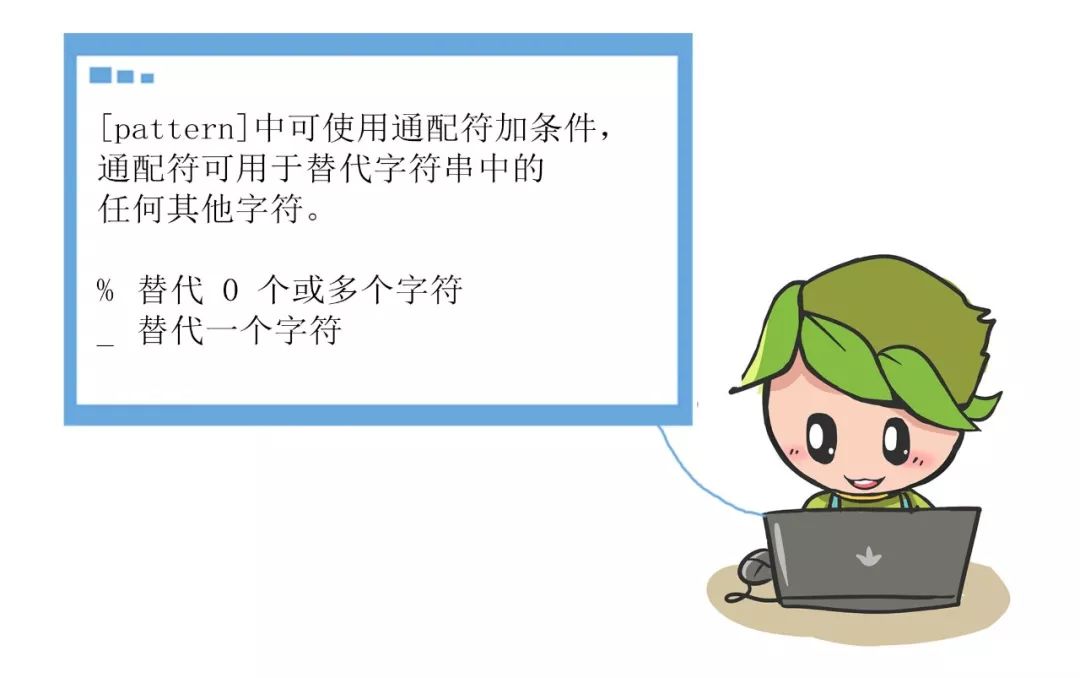 [pattern]中可使用通配符加条件，
通配符可用于替代字符串中的
任何其他字符。
% 替代 0 个或多个字符
_ 替代一个字符